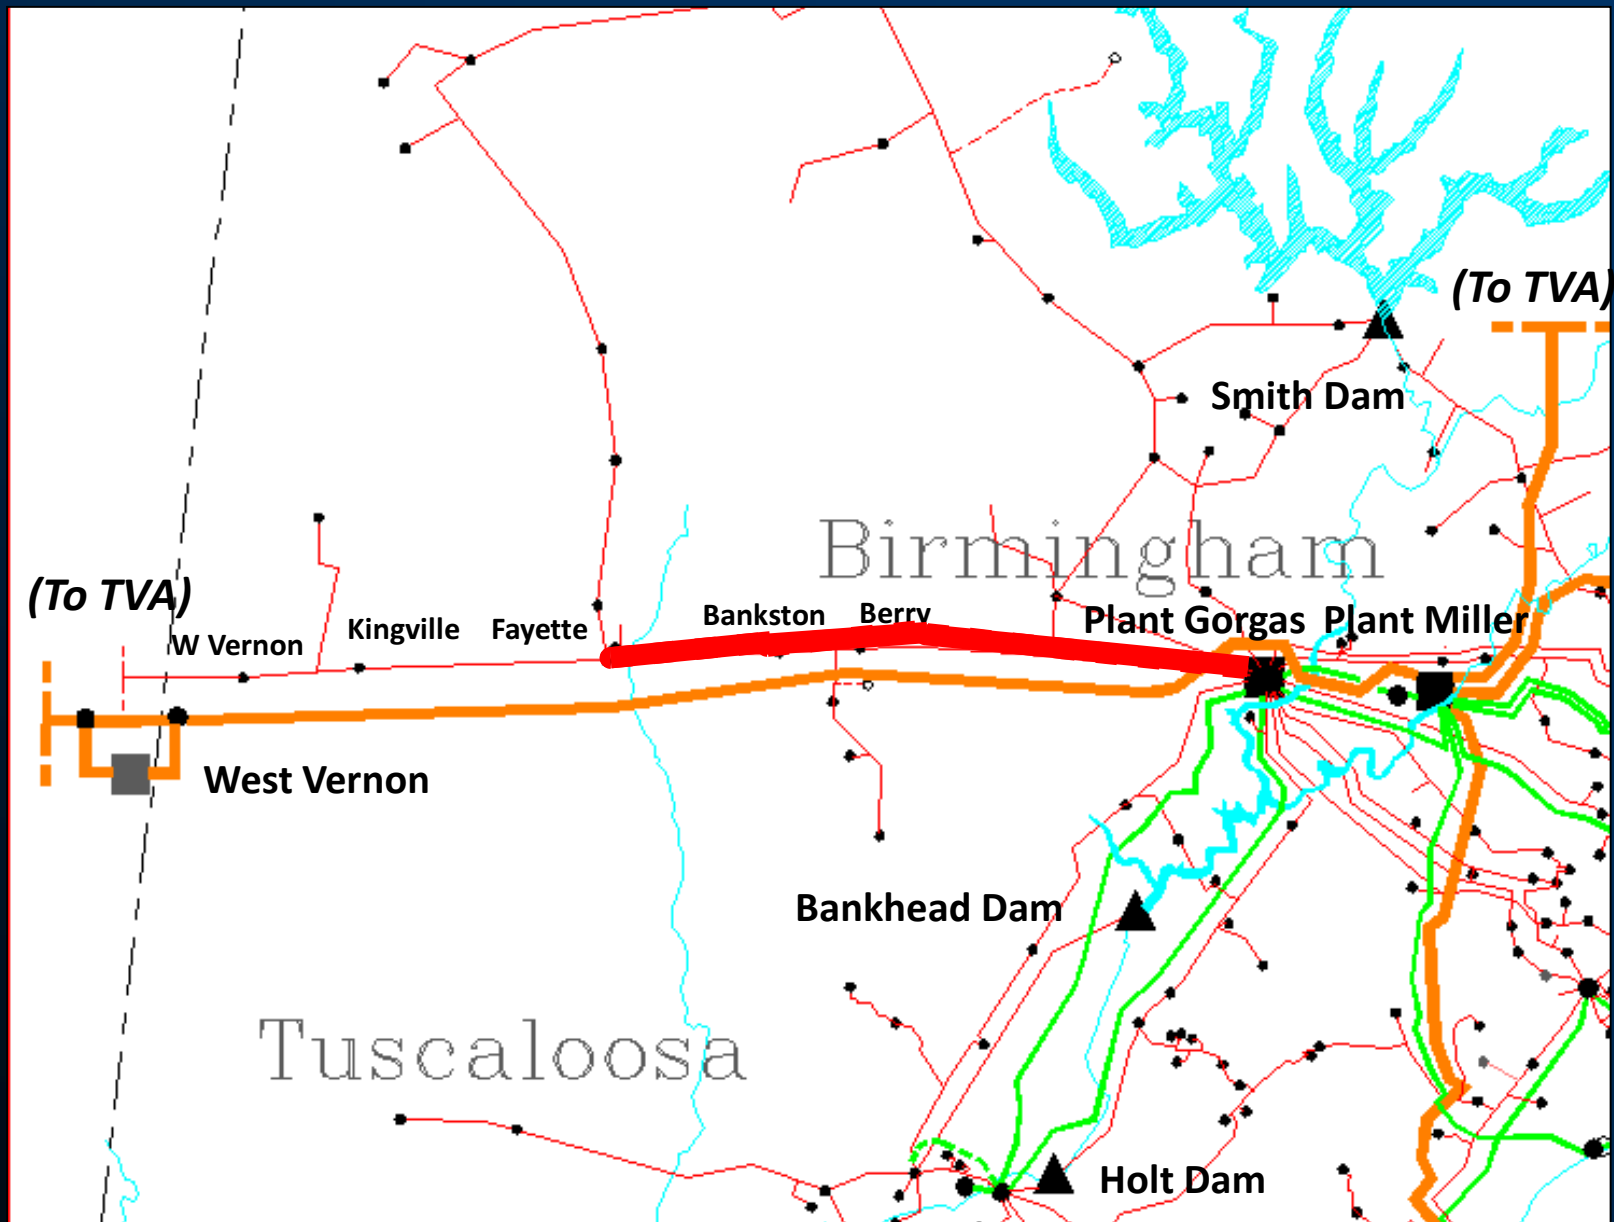 (To TVA)
Smith Dam
Birmingham
(To TVA)
W Vernon
Kingville
Fayette
Bankston
Berry
Plant Gorgas
Plant Miller
West Vernon
Bankhead Dam
Tuscaloosa
Holt Dam